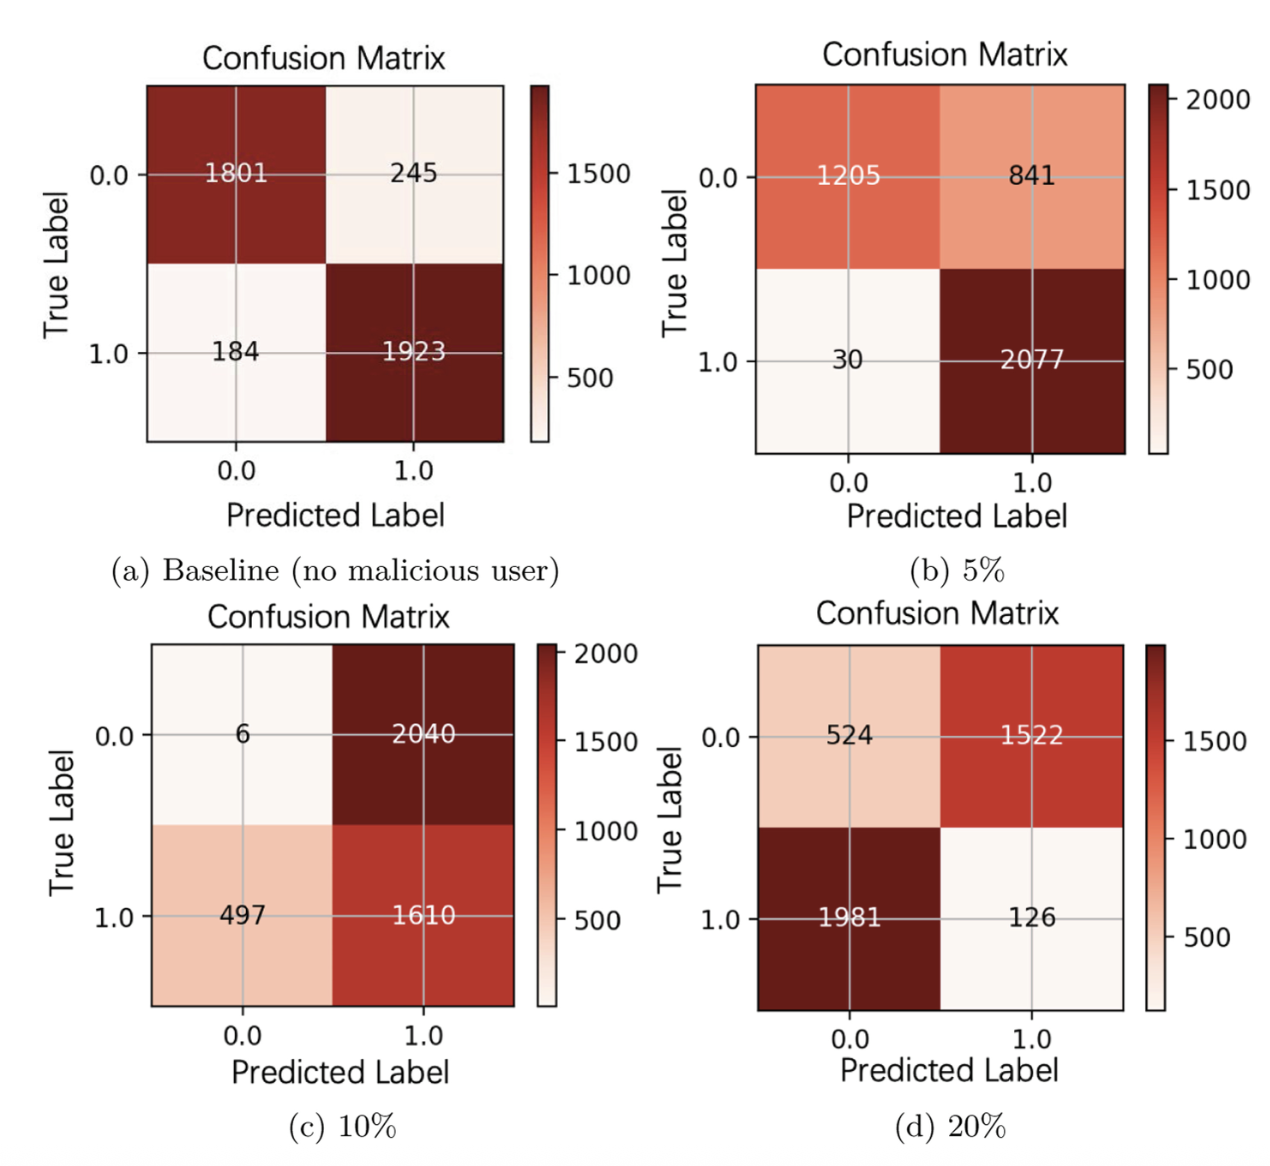 Confusion Matrix
1801 245
184 1923
0.0
1.0
True Label
0.0 1.0
Predicted Label
1500
1000
500
(a) Baseline (no malicious user)
Confusion Matrix
1205 841
30 2077
0.0
1.0
True Label
0.0 1.0
Predicted Label
2000
1500
1000
500
(b) 5%
Confusion Matrix
6 2040
497 1610
0.0
1.0
True Label
0.0 1.0
Predicted Label
2000
1500
1000
500
(c) 10%
Confusion Matrix
524 1522
1981 126
0.0
1.0
True Label
0.0 1.0
Predicted Label
1500
1000
500
(d) 20%